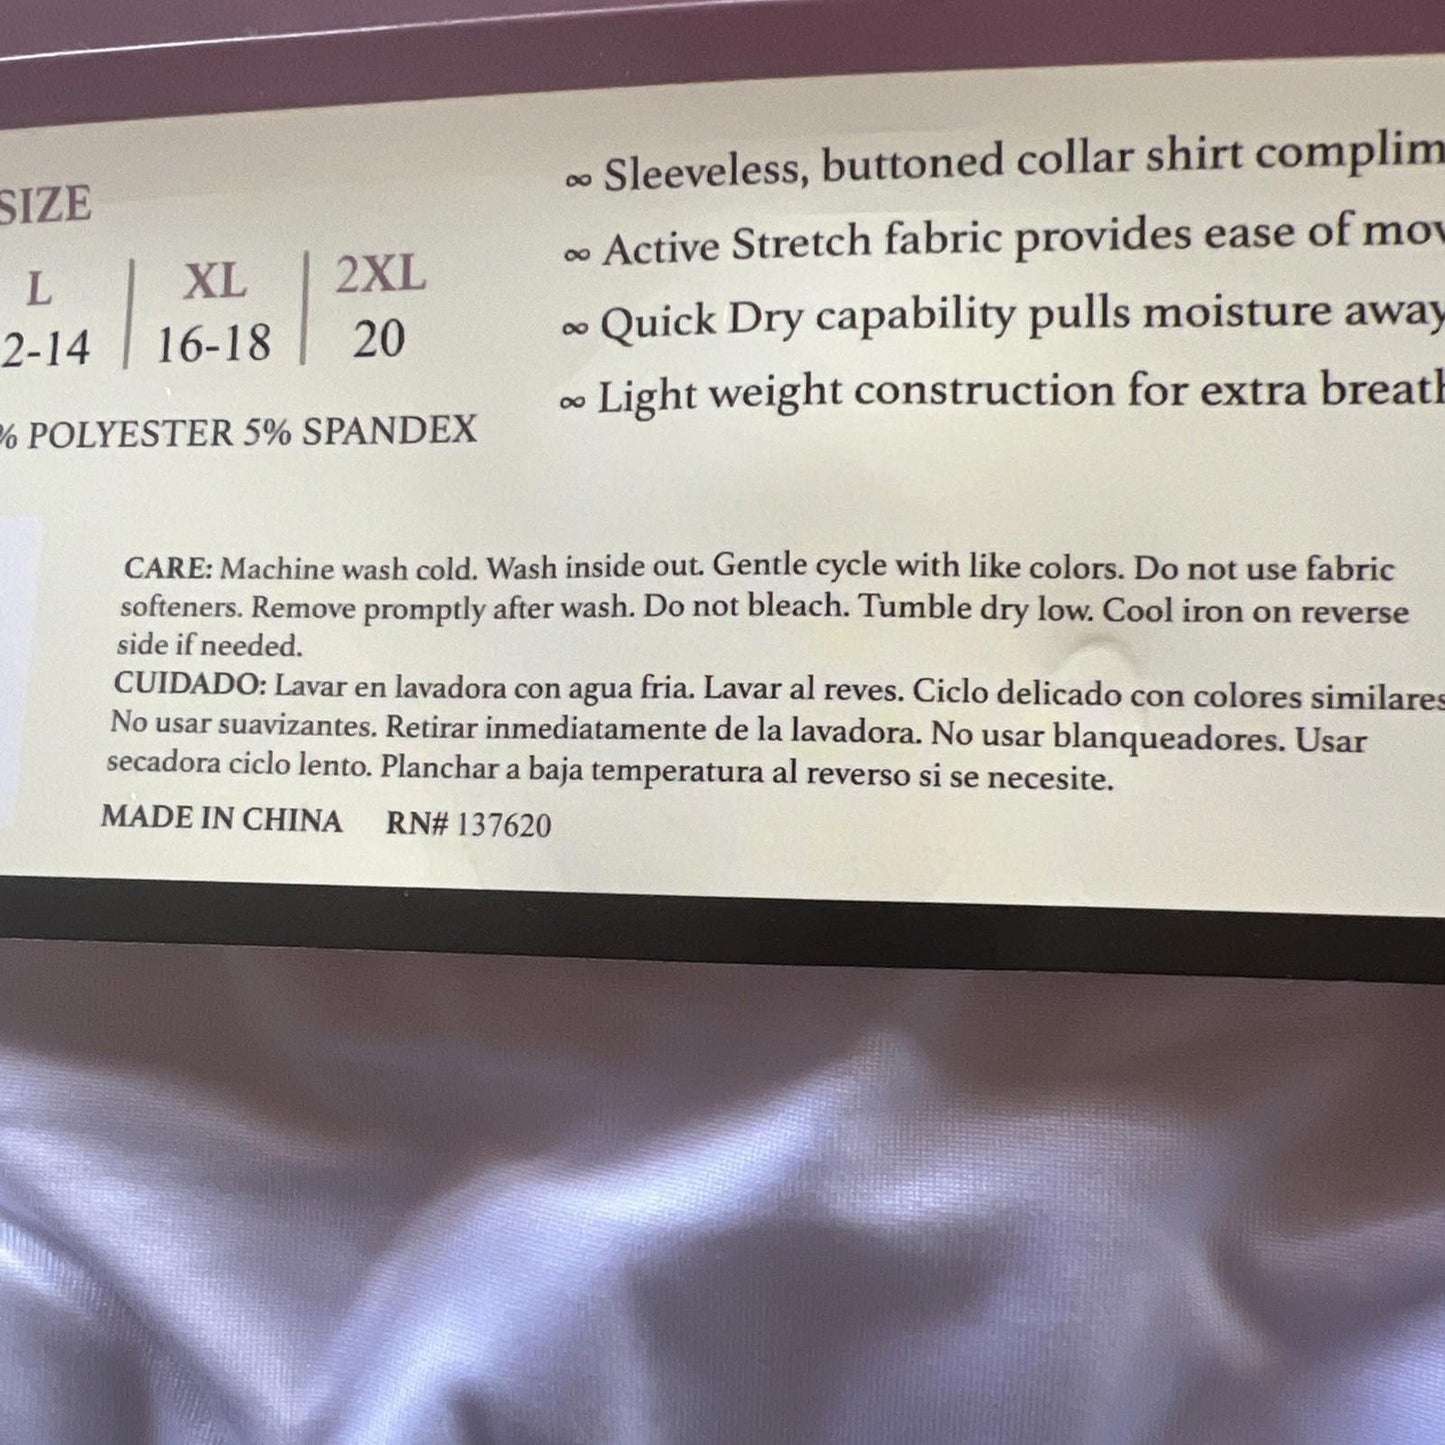 SIZE
L XL 2XL
2-14 16-18 20
% POLYESTER 5% SPANDEX
∞ Sleeveless, buttoned collar shirt complim
∞ Active Stretch fabric provides ease of mov
∞ Quick Dry capability pulls moisture away
∞ Light weight construction for extra breath
CARE: Machine wash cold. Wash inside out. Gentle cycle with like colors. Do not use fabric
softeners. Remove promptly after wash. Do not bleach. Tumble dry low. Cool iron on reverse
side if needed.
CUIDADO: Lavar en lavadora con agua fria. Lavar al reves. Ciclo delicado con colores similares
No usar suavizantes. Retirar inmediatamente de la lavadora. No usar blanqueadores. Usar
secadora ciclo lento. Planchar a baja temperatura al reverso si se necesite.
MADE IN CHINA RN# 137620